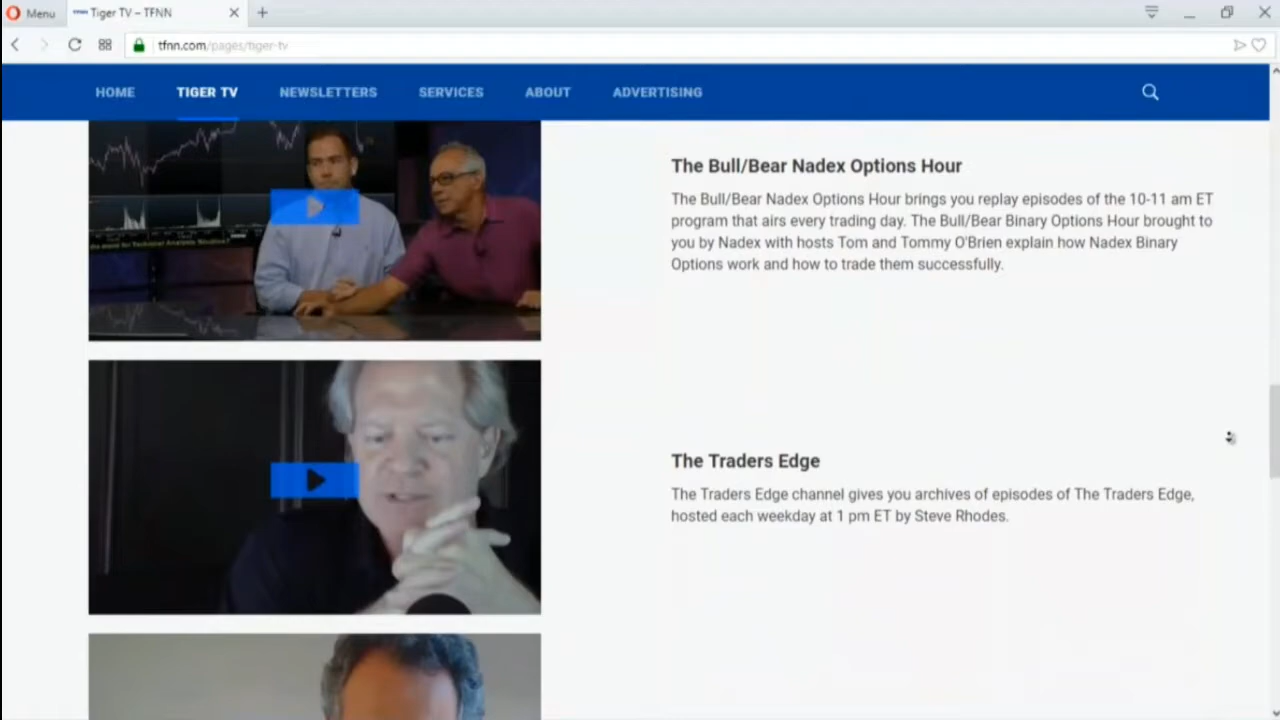 Menu
Tiger TV – TFNN
tfnn.com/pages/tiger-tv
HOME
TIGER TV
NEWSLETTERS
SERVICES
ABOUT
ADVERTISING
The Bull/Bear Nadex Options Hour
The Bull/Bear Nadex Options Hour brings you replay episodes of the 10-11 am ET
program that airs every trading day. The Bull/Bear Binary Options Hour brought to
you by Nadex with hosts Tom and Tommy O'Brien explain how Nadex Binary
Options work and how to trade them successfully.
The Traders Edge
The Traders Edge channel gives you archives of episodes of The Traders Edge,
hosted each weekday at 1 pm ET by Steve Rhodes.